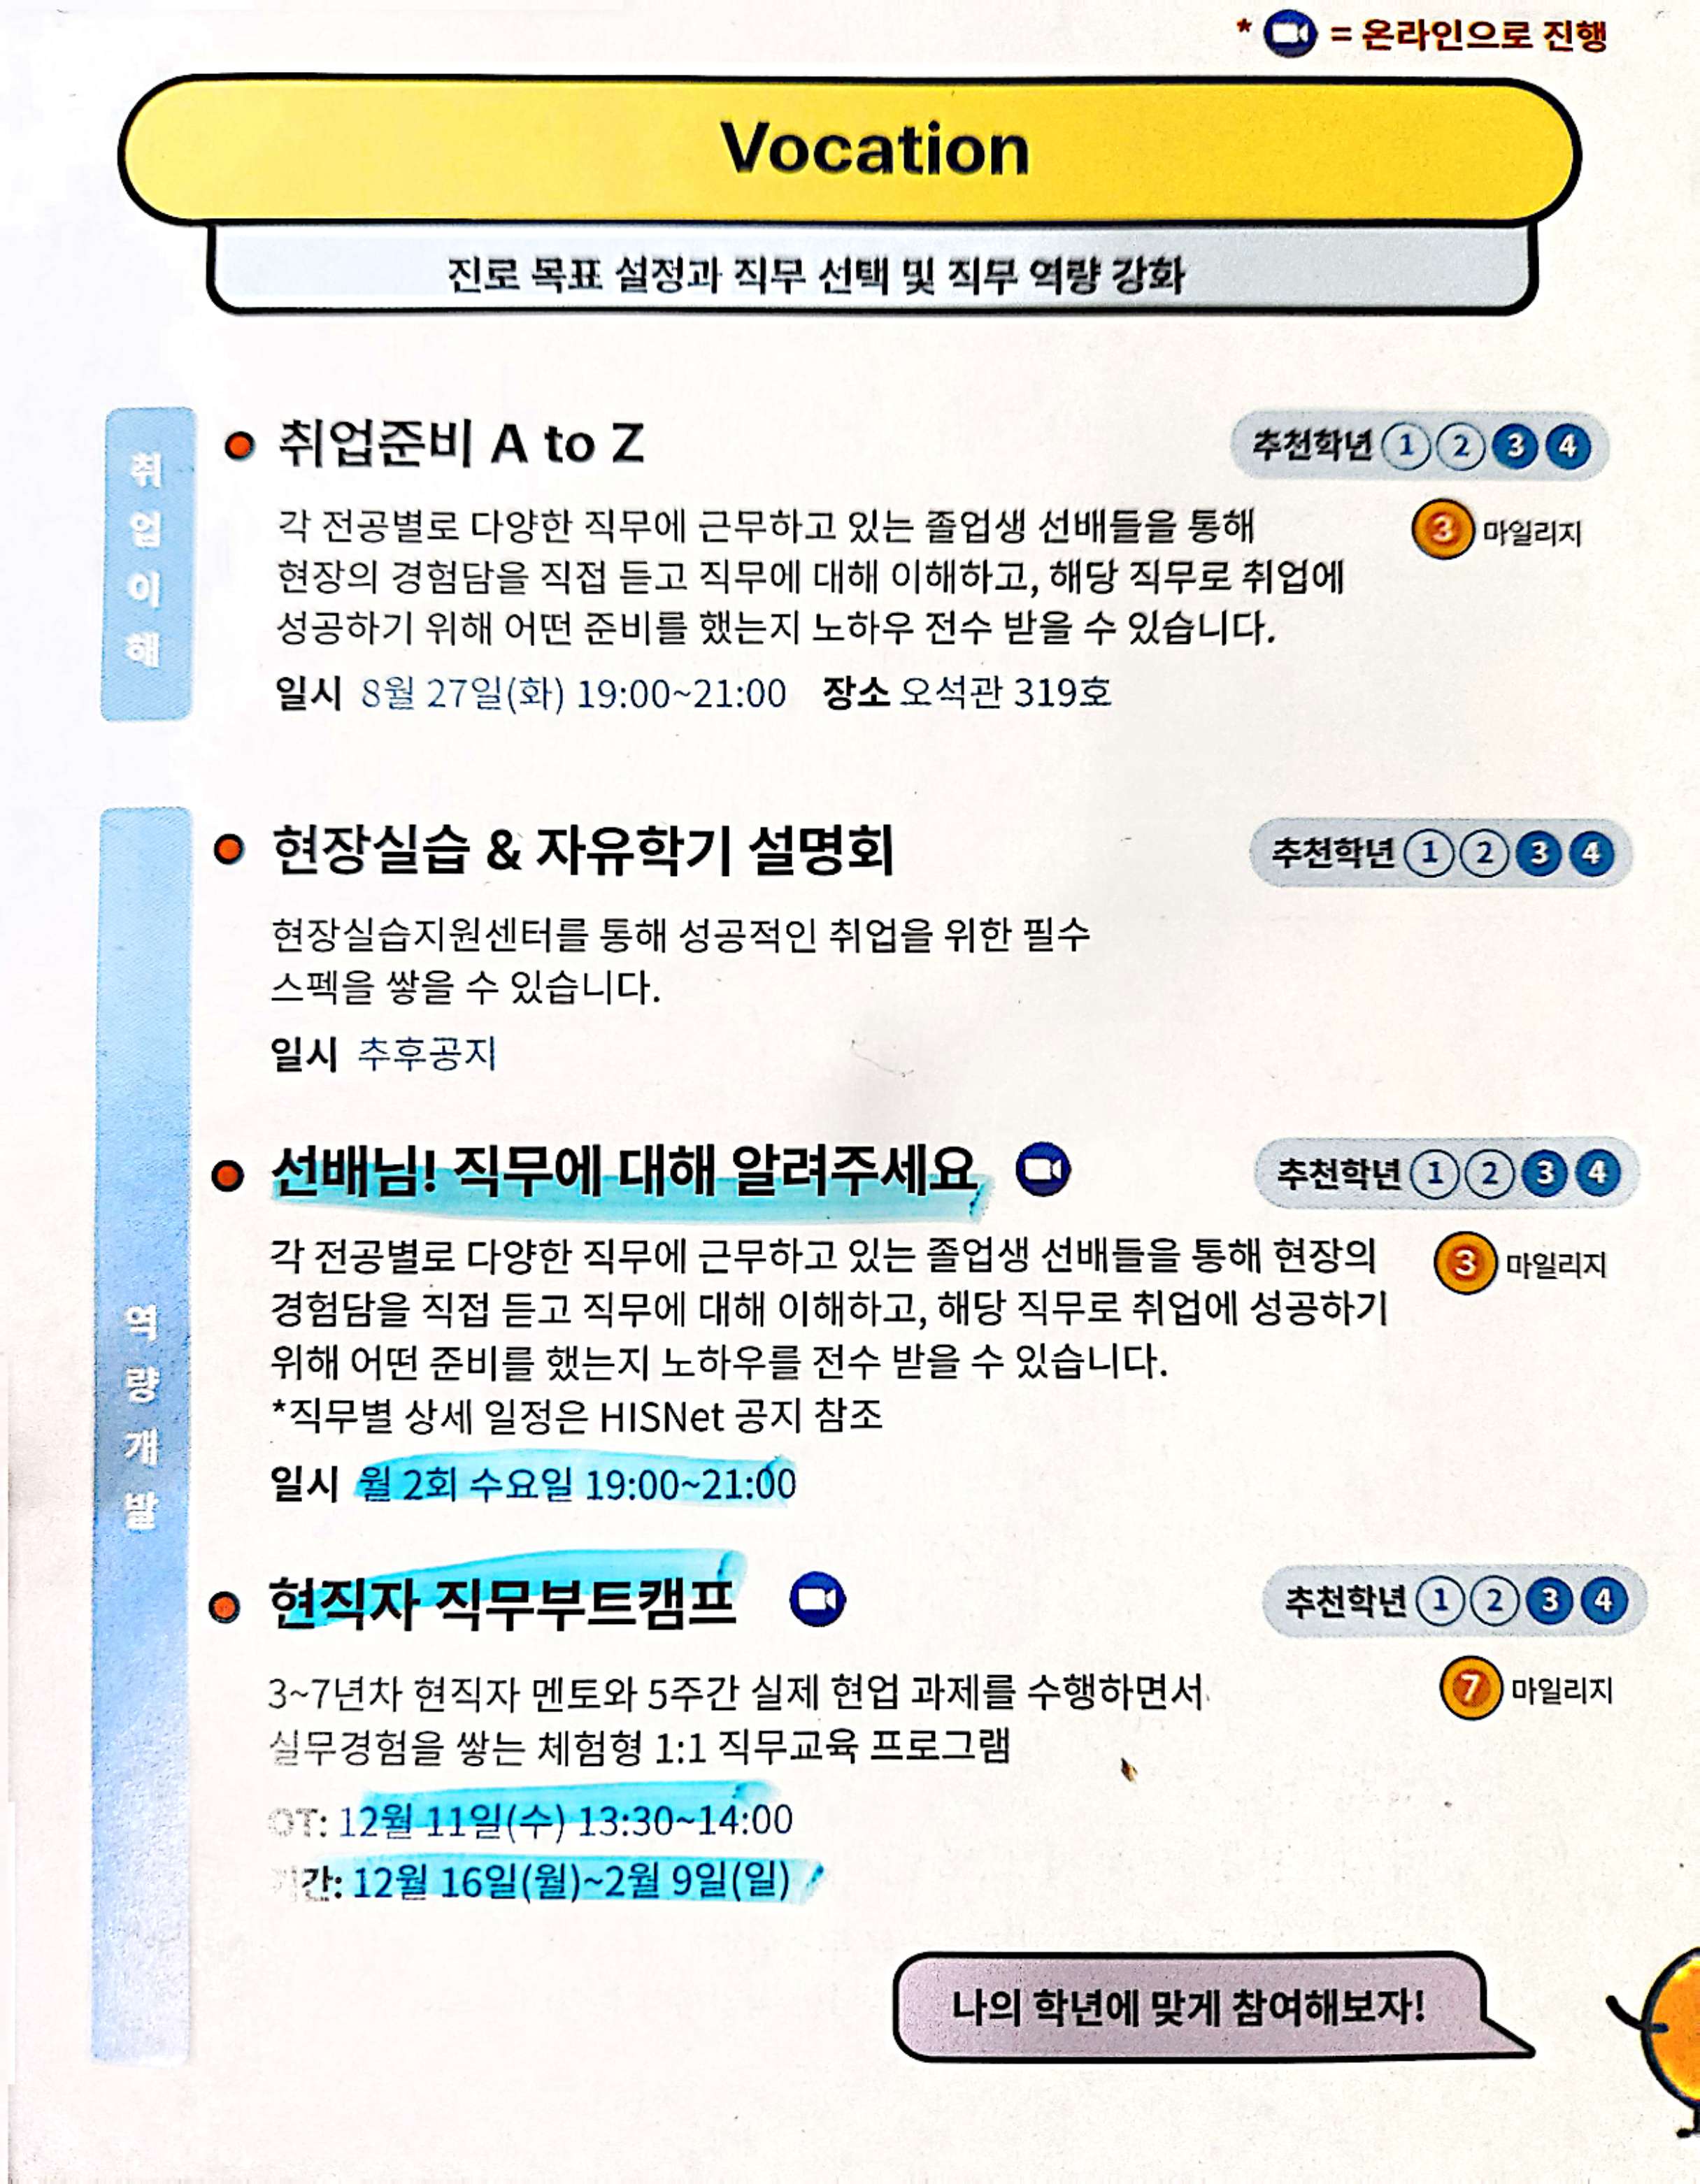 * = 온라인으로 진행
Vocation
진로 목표 설정과 직무 선택 및 직무 역량 강화
취업이해
취업준비 A to Z
추천학년 1 2 3 4
각 전공별로 다양한 직무에 근무하고 있는 졸업생 선배들을 통해
3 마일리지
현장의 경험담을 직접 듣고 직무에 대해 이해하고, 해당 직무로 취업에
성공하기 위해 어떤 준비를 했는지 노하우 전수 받을 수 있습니다.
일시 8월 27일(화) 19:00~21:00 장소 오석관 319호
역량개발
현장실습 & 자유학기 설명회
추천학년 1 2 3 4
현장실습지원센터를 통해 성공적인 취업을 위한 필수
스펙을 쌓을 수 있습니다.
일시 추후공지
선배님! 직무에 대해 알려주세요
추천학년 1 2 3 4
각 전공별로 다양한 직무에 근무하고 있는 졸업생 선배들을 통해 현장의
3 마일리지
경험담을 직접 듣고 직무에 대해 이해하고, 해당 직무로 취업에 성공하기
위해 어떤 준비를 했는지 노하우를 전수 받을 수 있습니다.
*직무별 상세 일정은 HISNet 공지 참조
일시 월 2회 수요일 19:00~21:00
현직자 직무부트캠프
추천학년 1 2 3 4
3~7년차 현직자 멘토와 5주간 실제 현업 과제를 수행하면서
7 마일리지
실무경험을 쌓는 체험형 1:1 직무교육 프로그램
OT: 12월 11일(수) 13:30~14:00
기간: 12월 16일(월)~2월 9일(일)
나의 학년에 맞게 참여해보자!